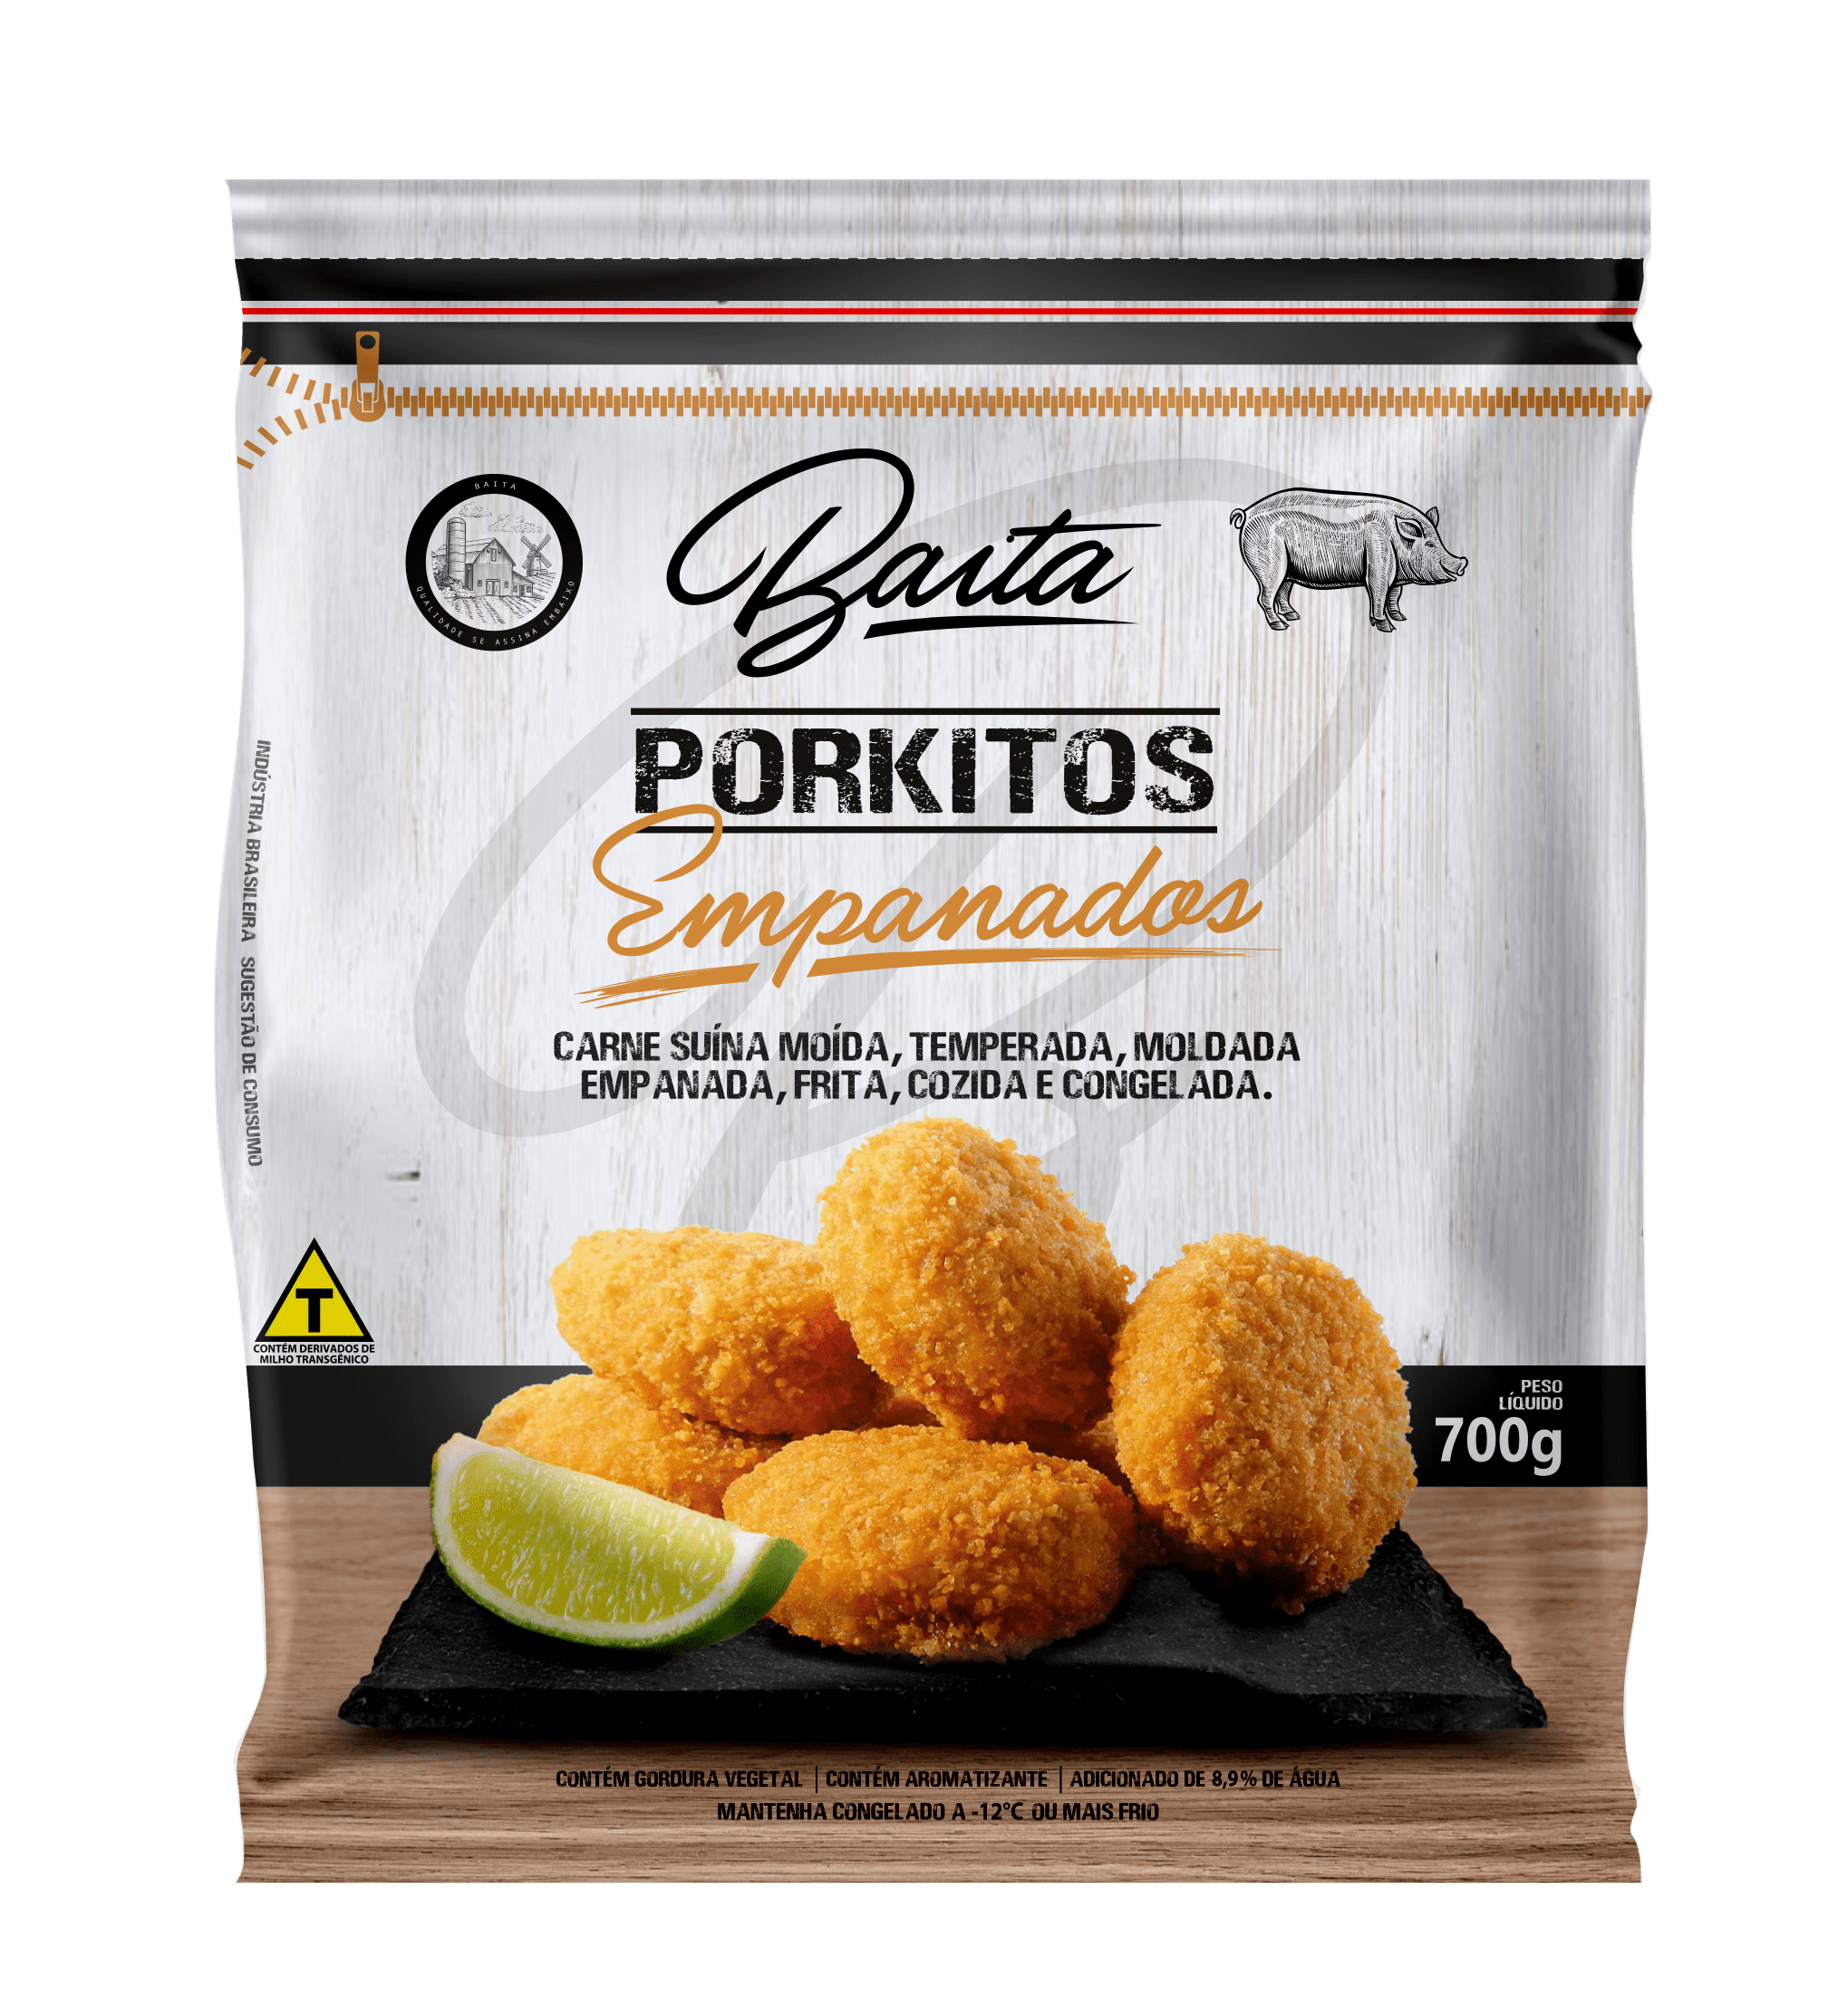 BAITA
QUALIDADE SE ASSINA EMBAIXO
Baita
PORKITOS
Empanados
CARNE SUÍNA MOÍDA, TEMPERADA, MOLDADA
EMPANADA, FRITA, COZIDA E CONGELADA.
INDÚSTRIA BRASILEIRA SUGESTÃO DE CONSUMO
T
CONTÉM DERIVADOS DE
MILHO TRANSGÊNICO
PESO
LÍQUIDO
700g
CONTÉM GORDURA VEGETAL | CONTÉM AROMATIZANTE | ADICIONADO DE 8,9% DE ÁGUA
MANTENHA CONGELADO A -12°C OU MAIS FRIO